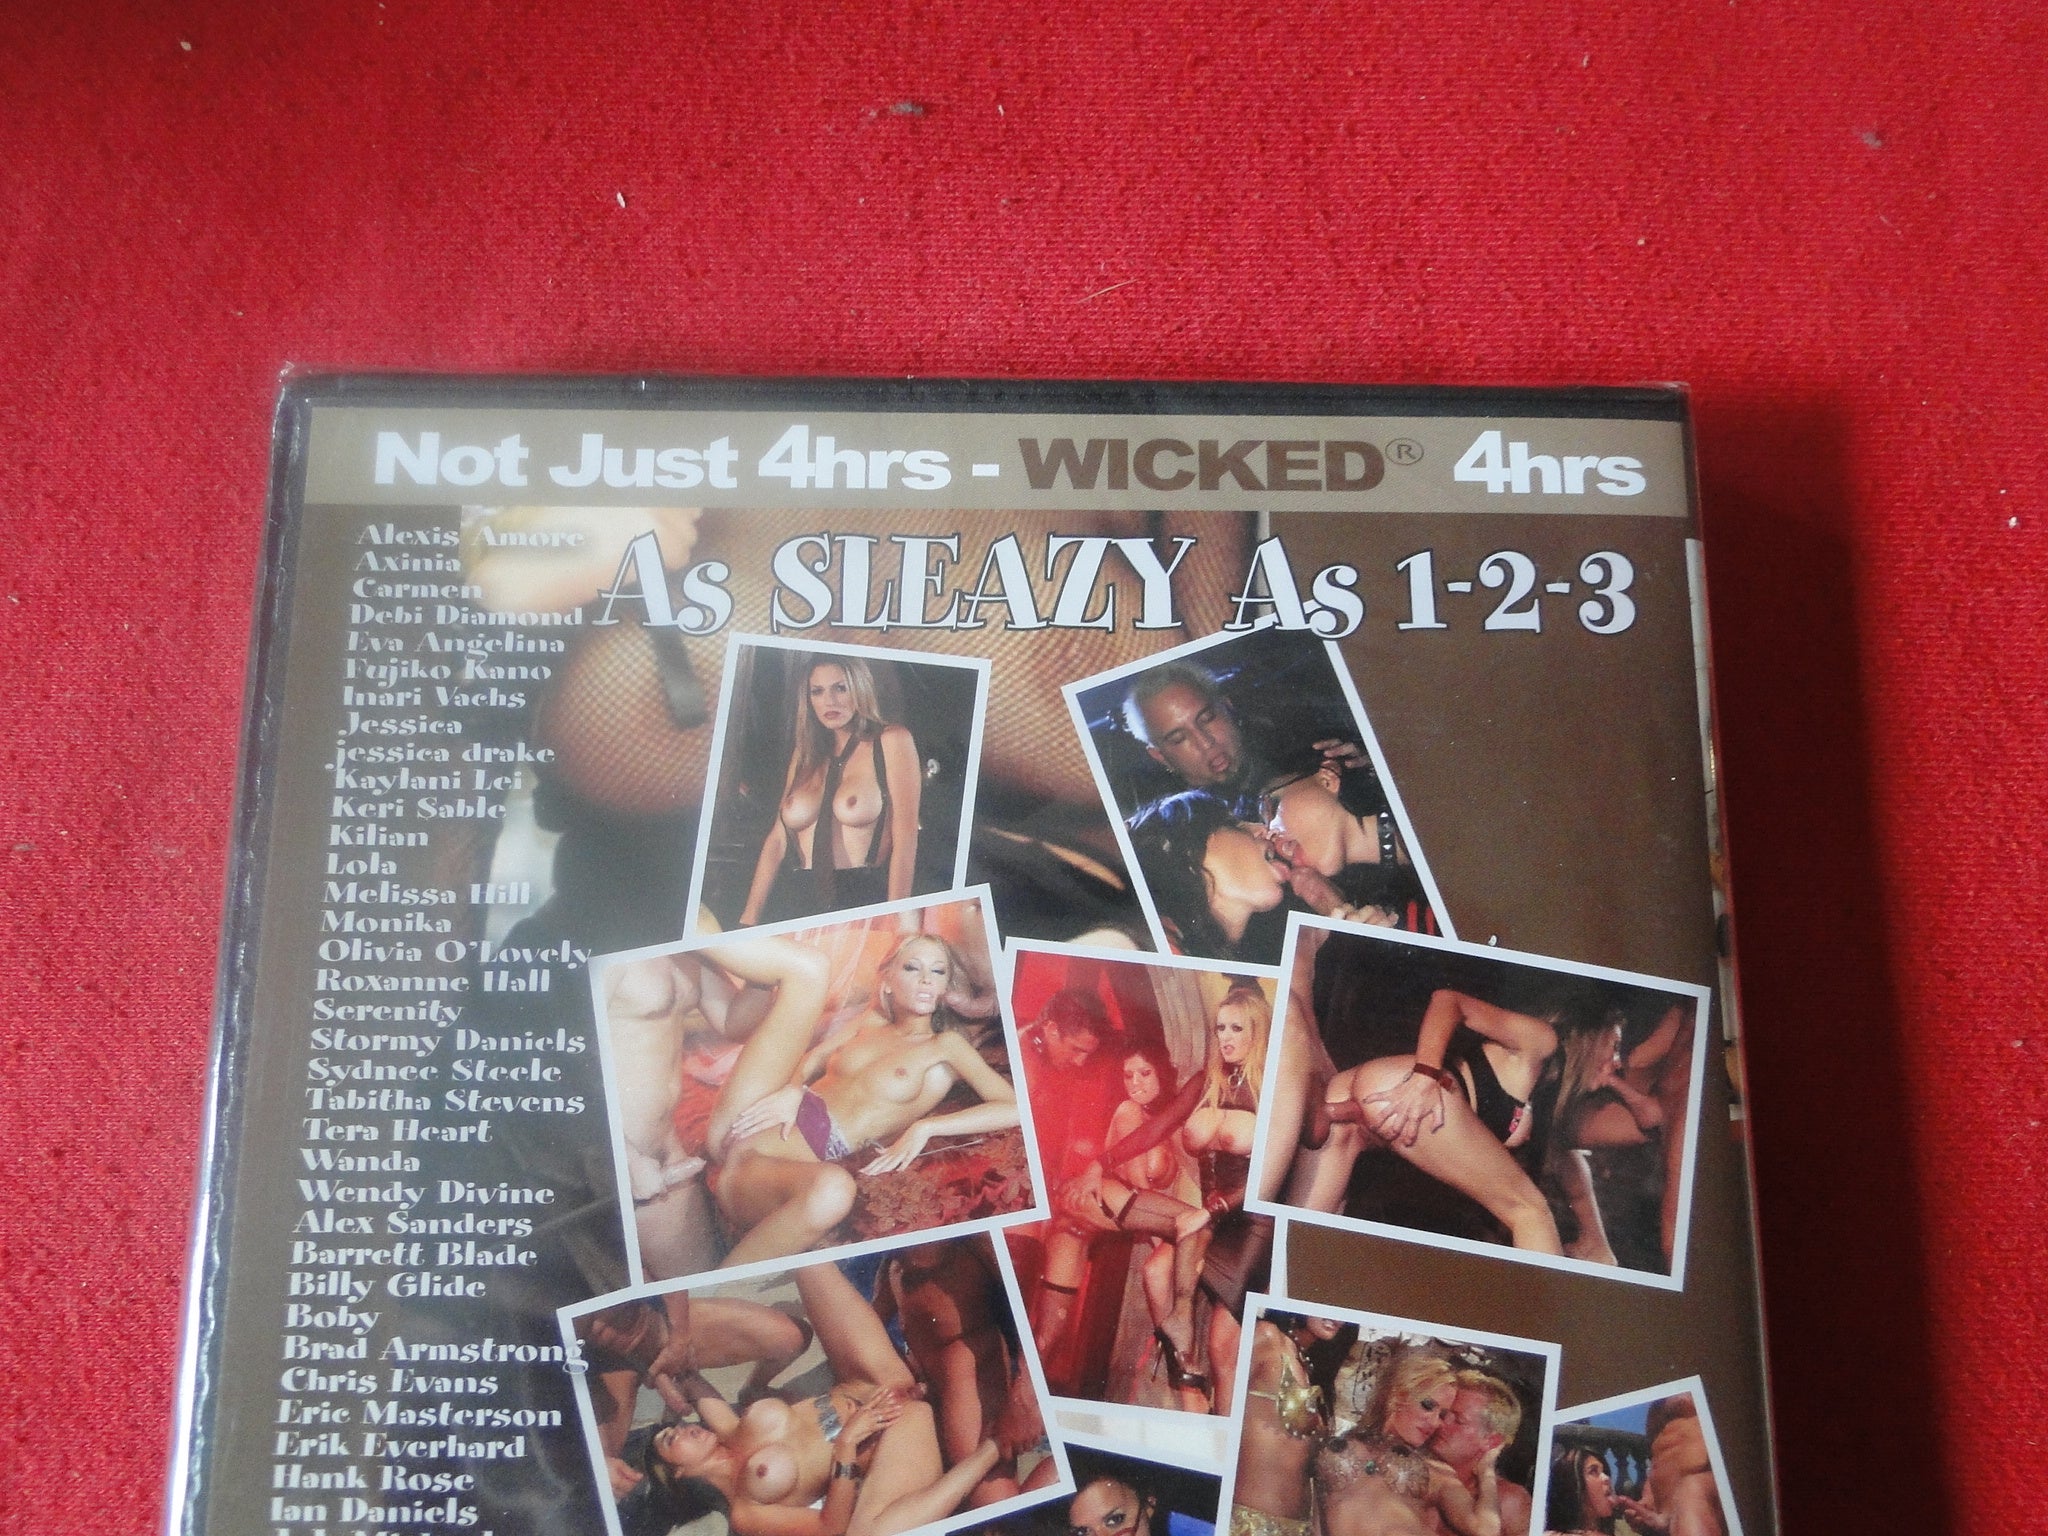 Not Just 4hrs - WICKED® 4hrs
As SLEAZY As 1-2-3
Alexis Amore
Axinia
Carmen
Debi Diamond
Eva Angelina
Fujiko Kano
Inari Vachs
Jessica
jessica drake
Kaylani Lei
Keri Sable
Kilian
Lola
Melissa Hill
Monika
Olivia O'Lovely
Roxanne Hall
Serenity
Stormy Daniels
Sydnee Steele
Tabitha Stevens
Tera Heart
Wanda
Wendy Divine
Alex Sanders
Barrett Blade
Billy Glide
Boby
Brad Armstrong
Chris Evans
Eric Masterson
Erik Everhard
Hank Rose
Ian Daniels